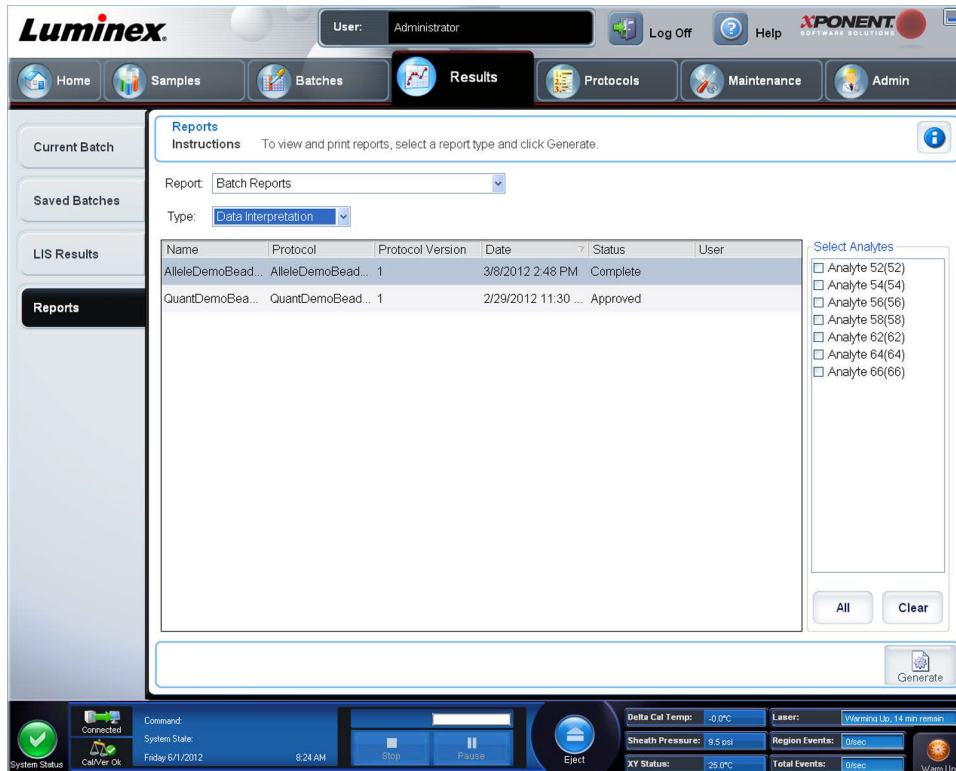 Luminex.
User: Administrator
Log Off
Help
XPONENT.
SOFTWARE SOLUTIONS
Home
Samples
Batches
Results
Protocols
Maintenance
Admin
Current Batch
Saved Batches
LIS Results
Reports
Reports
Instructions To view and print reports, select a report type and click Generate.
Report: Batch Reports
Type: Data Interpretation
Name Protocol Protocol Version Date Status User
AlleleDemoBead... AlleleDemoBead... 1 3/8/2012 2:48 PM Complete
QuantDemoBea... QuantDemoBead... 1 2/29/2012 11:30 ... Approved
Select Analytes
Analyte 52(52)
Analyte 54(54)
Analyte 56(56)
Analyte 58(58)
Analyte 62(62)
Analyte 64(64)
Analyte 66(66)
All Clear
Generate
System Status
Connected
Cal/Ver Ok
Command:
System State:
Friday 6/1/2012 8:24 AM
Stop
Pause
Eject
Delta Cal Temp: -0.0°C
Sheath Pressure: 9.5 psi
XY Status: 25.0°C
Laser: Warming Up, 14 min remain
Region Events: 0/sec
Total Events: 0/sec
Warm Up